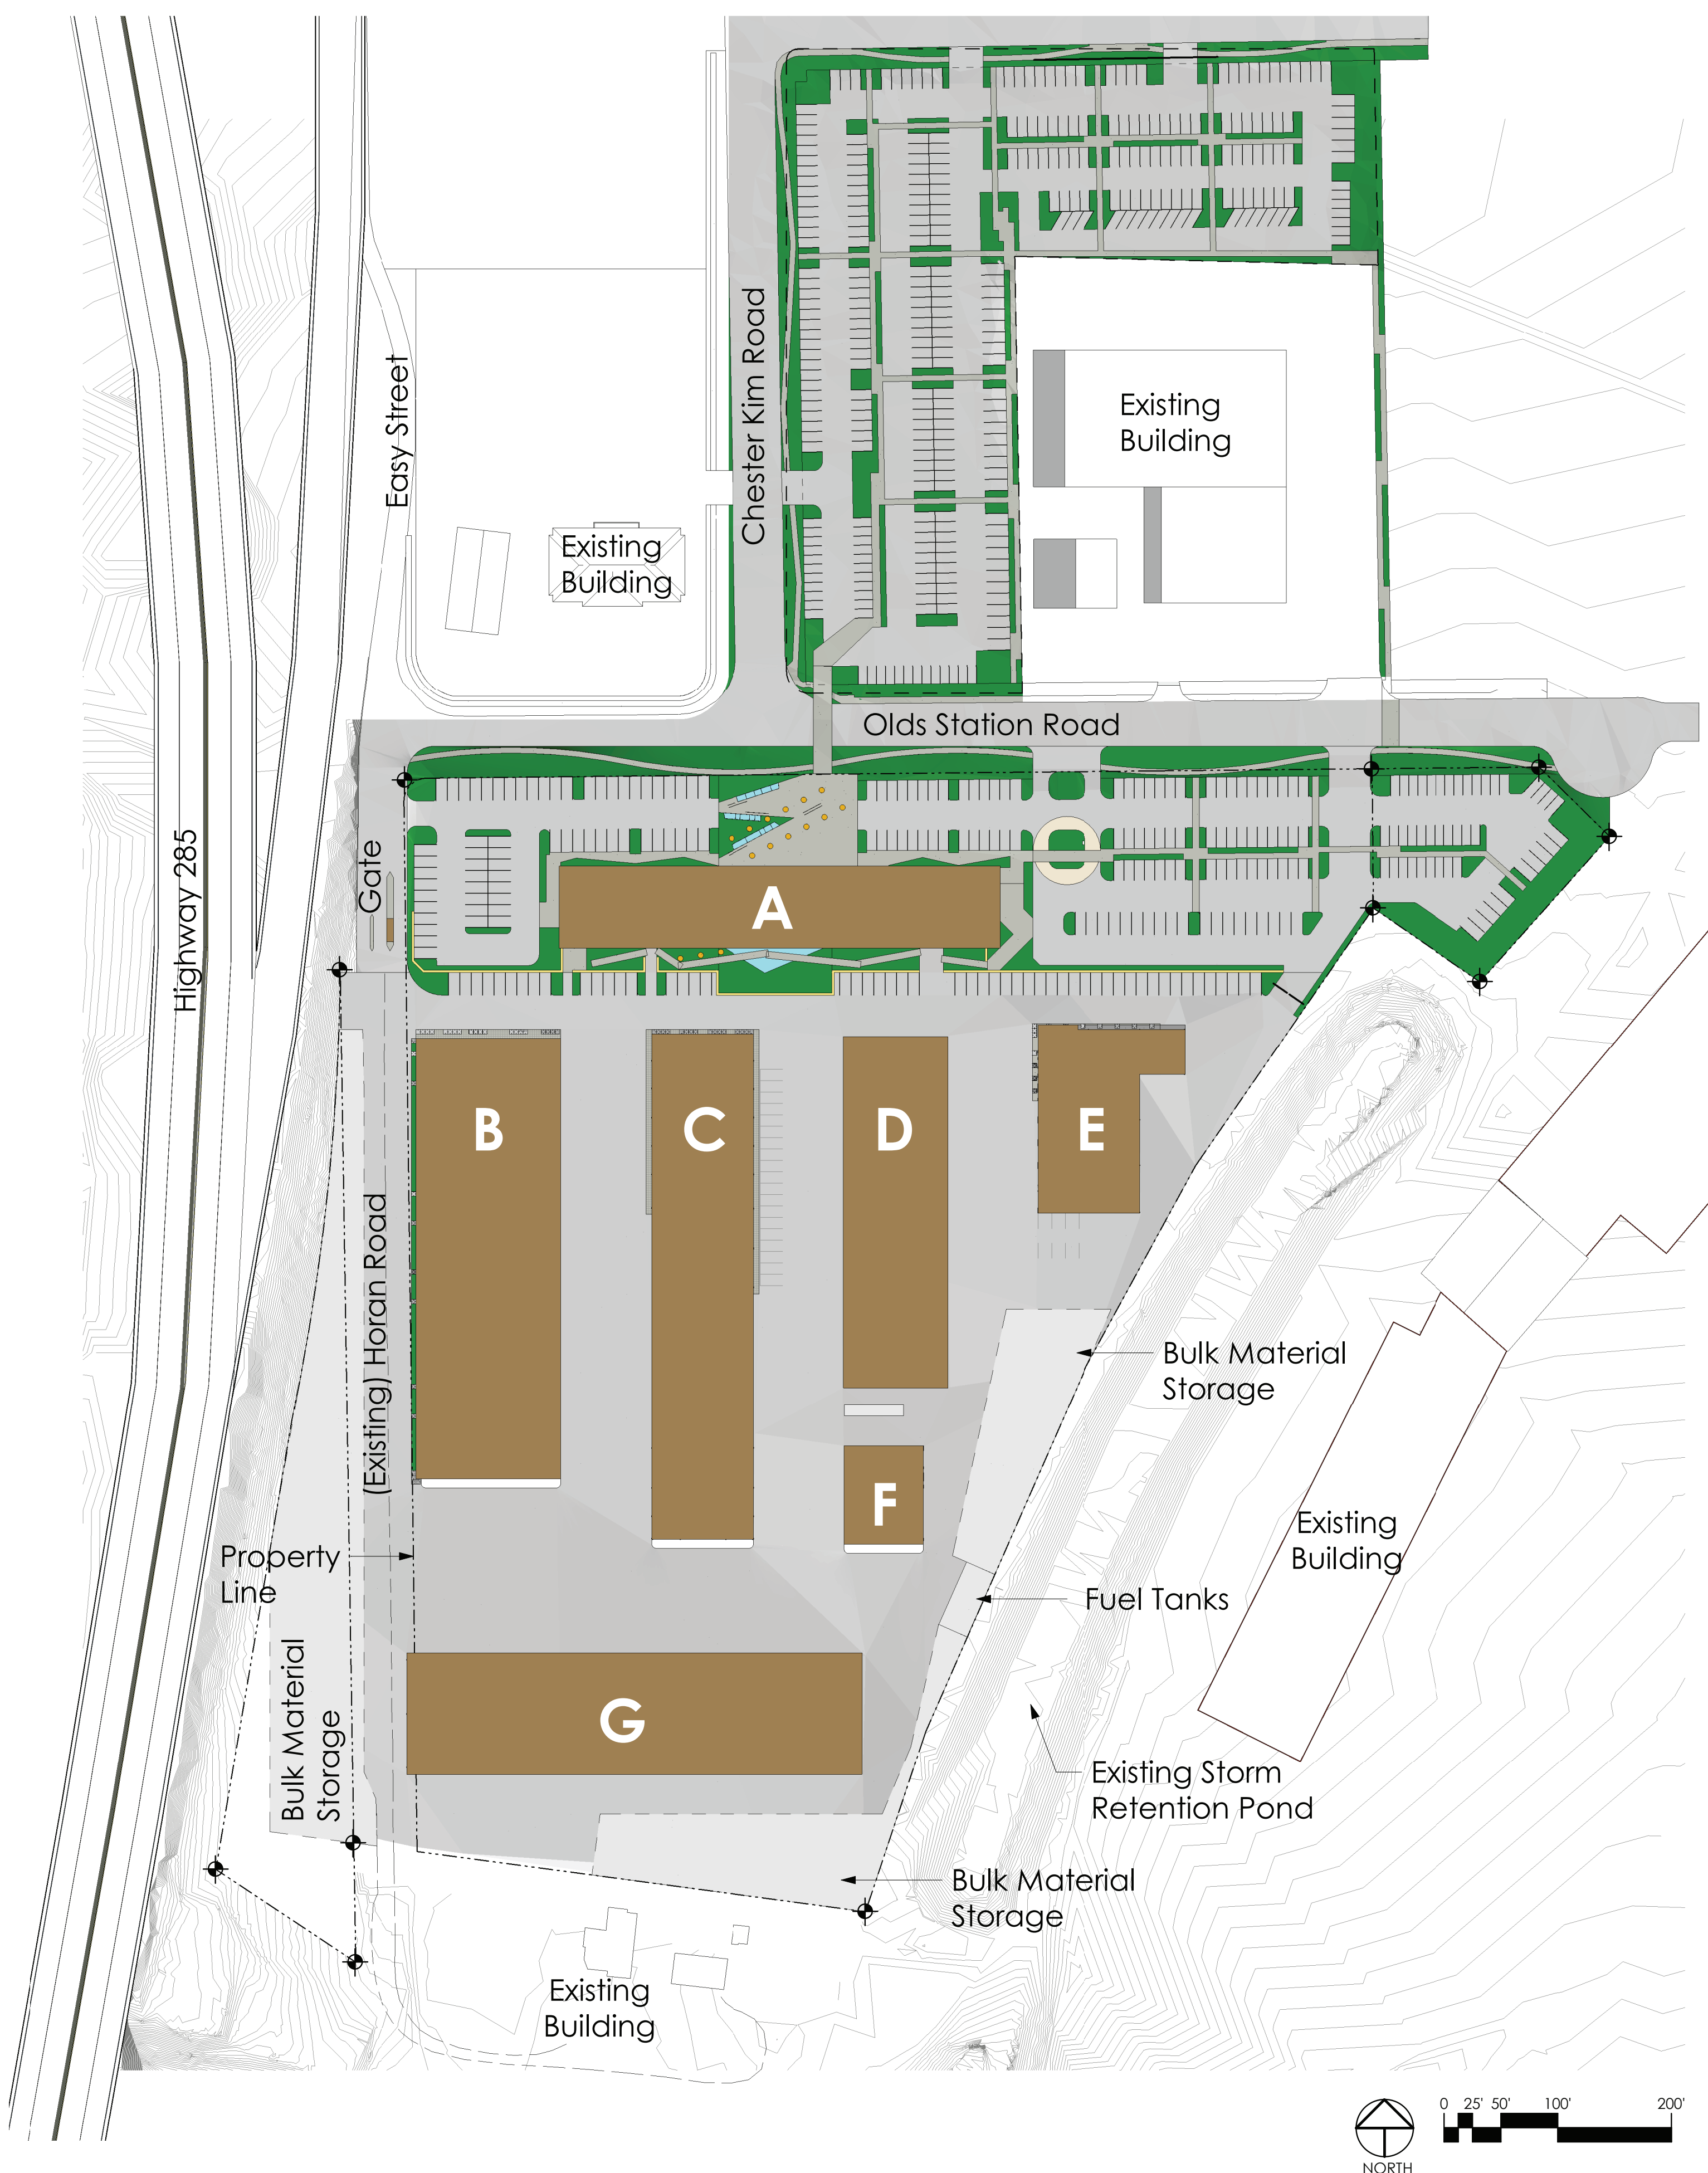 Chester Kim Road
Easy Street
Existing
Building
Existing
Building
Olds Station Road
Highway 285
Gate
A
B
C
D
E
(Existing) Horan Road
Bulk Material
Storage
F
Existing
Building
Property
Line
Fuel Tanks
Bulk Material
Storage
G
Existing Storm
Retention Pond
Bulk Material
Storage
Existing
Building
0 25' 50' 100' 200'
NORTH